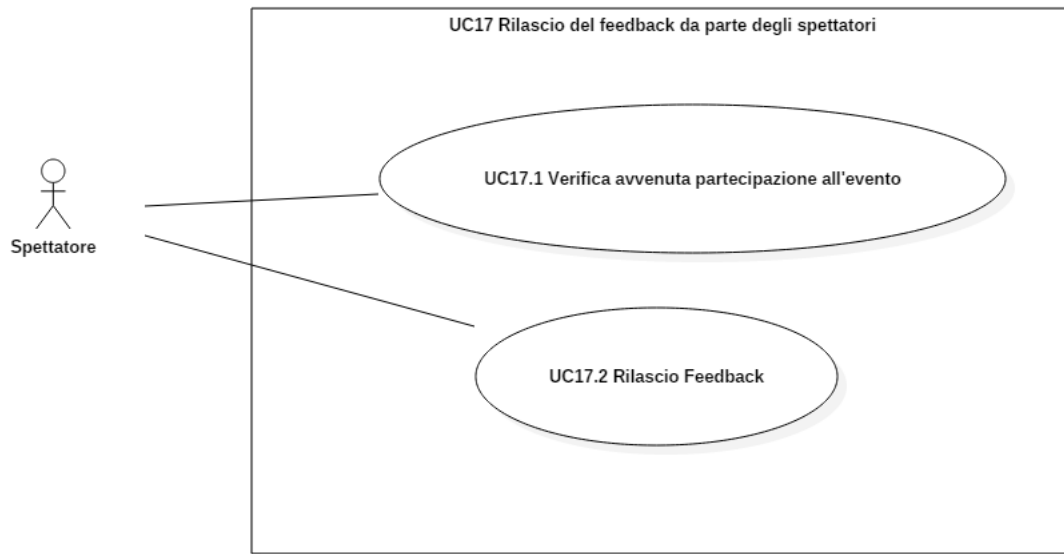 UC17 Rilascio del feedback da parte degli spettatori
UC17.1 Verifica avvenuta partecipazione all'evento
Spettatore
UC17.2 Rilascio Feedback